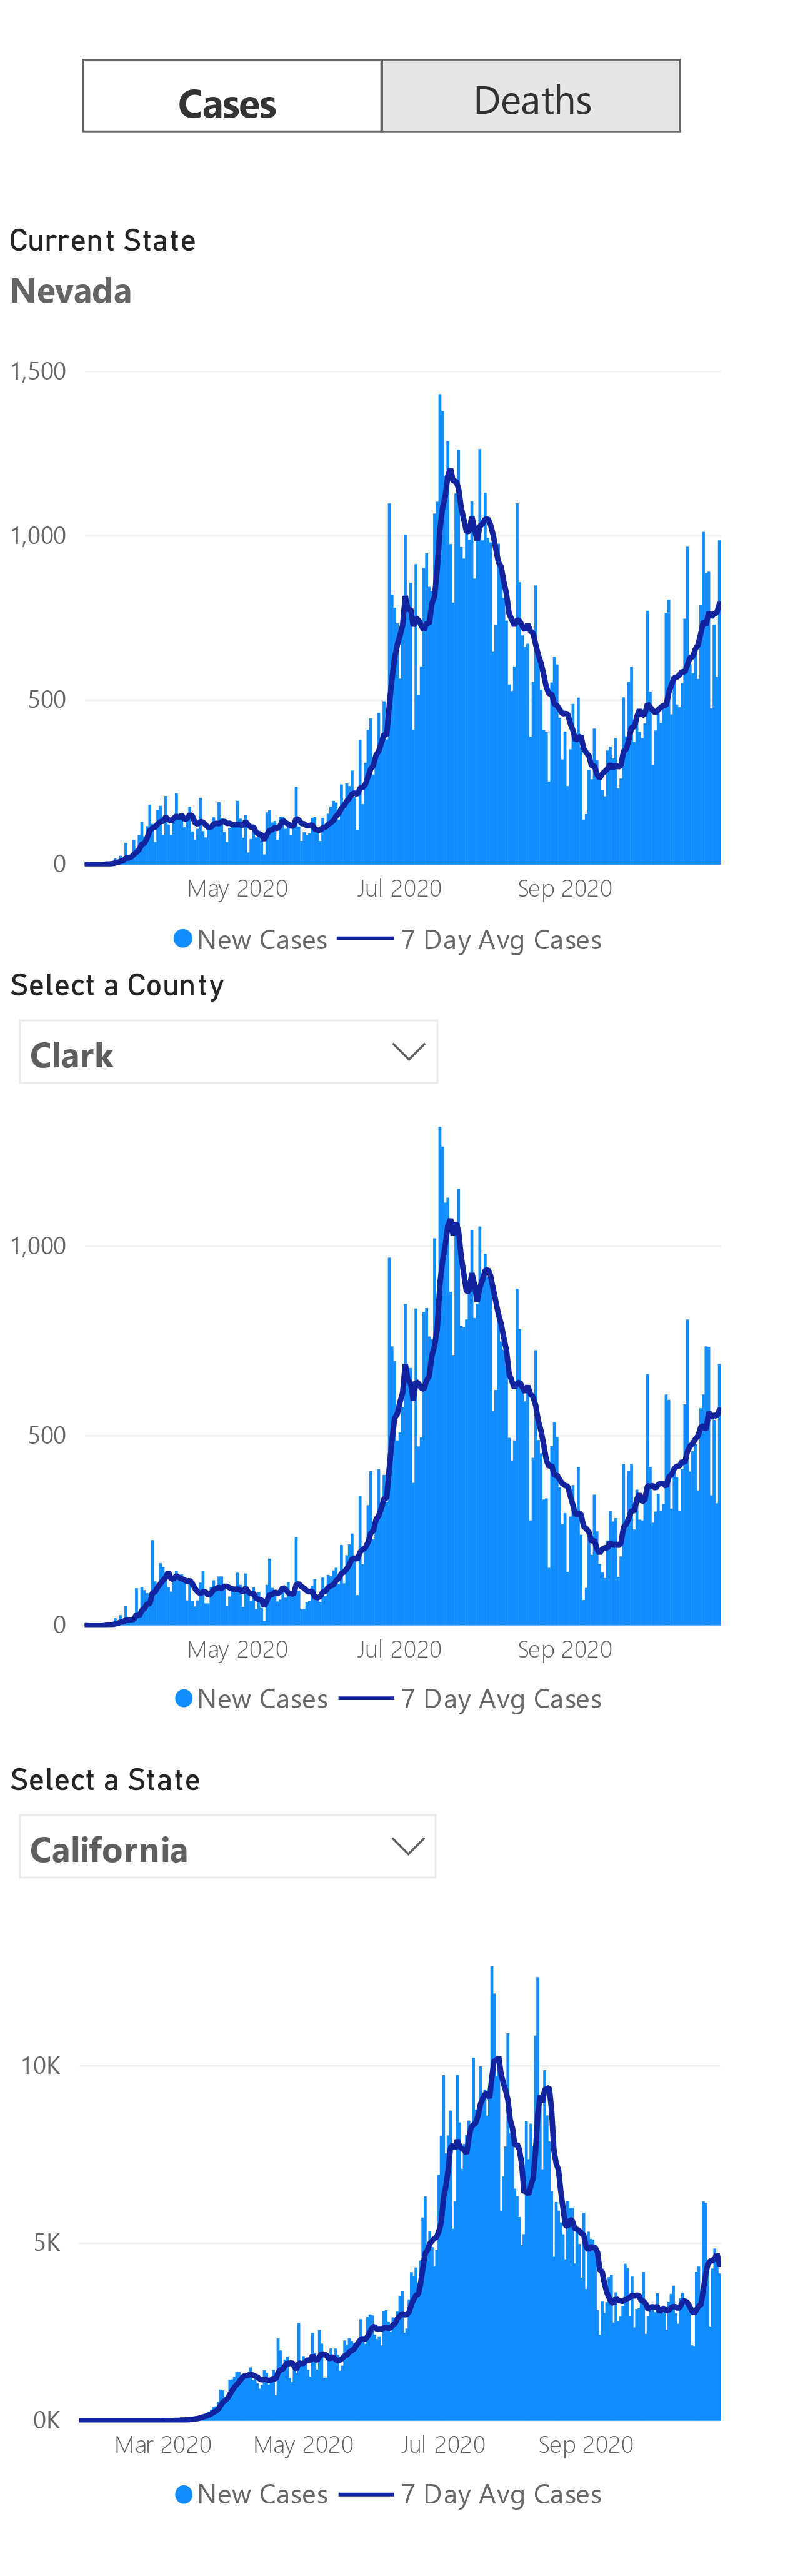 Cases Deaths
Current State
Nevada
1,500
1,000
500
0
May 2020 Jul 2020 Sep 2020
New Cases 7 Day Avg Cases
Select a County
Clark
1,000
500
0
May 2020 Jul 2020 Sep 2020
New Cases 7 Day Avg Cases
Select a State
California
10K
5K
0K
Mar 2020 May 2020 Jul 2020 Sep 2020
New Cases 7 Day Avg Cases